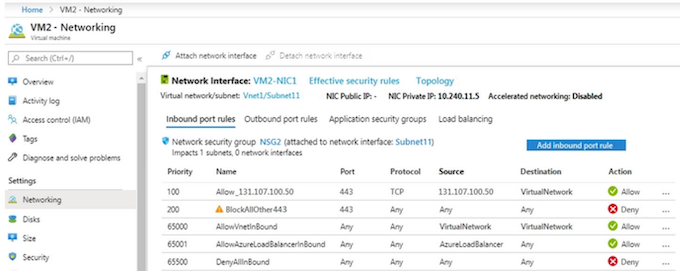 Home > VM2 - Networking
VM2 - Networking
Virtual machine
Search (Ctrl+/)
«
Attach network interface Detach network interface
Overview
Activity log
Access control (IAM)
Tags
Diagnose and solve problems
Settings
Networking
Disks
Size
Security
Network Interface: VM2-NIC1 Effective security rules Topology
Virtual network/subnet: Vnet1/Subnet11 NIC Public IP: - NIC Private IP: 10.240.11.5 Accelerated networking: Disabled
Inbound port rules Outbound port rules Application security groups Load balancing
Network security group NSG2 (attached to network interface: Subnet11)
Impacts 1 subnets, 0 network interfaces
Add inbound port rule
Priority Name Port Protocol Source Destination Action
100 Allow_131.107.100.50 443 TCP 131.107.100.50 VirtualNetwork Allow ...
200 BlockAllOther443 443 Any Any Any Deny ...
65000 AllowVnetInBound Any Any VirtualNetwork VirtualNetwork Allow ...
65001 AllowAzureLoadBalancerInBound Any Any AzureLoadBalancer Any Allow ...
65500 DenyAllInBound Any Any Any Any Deny ...